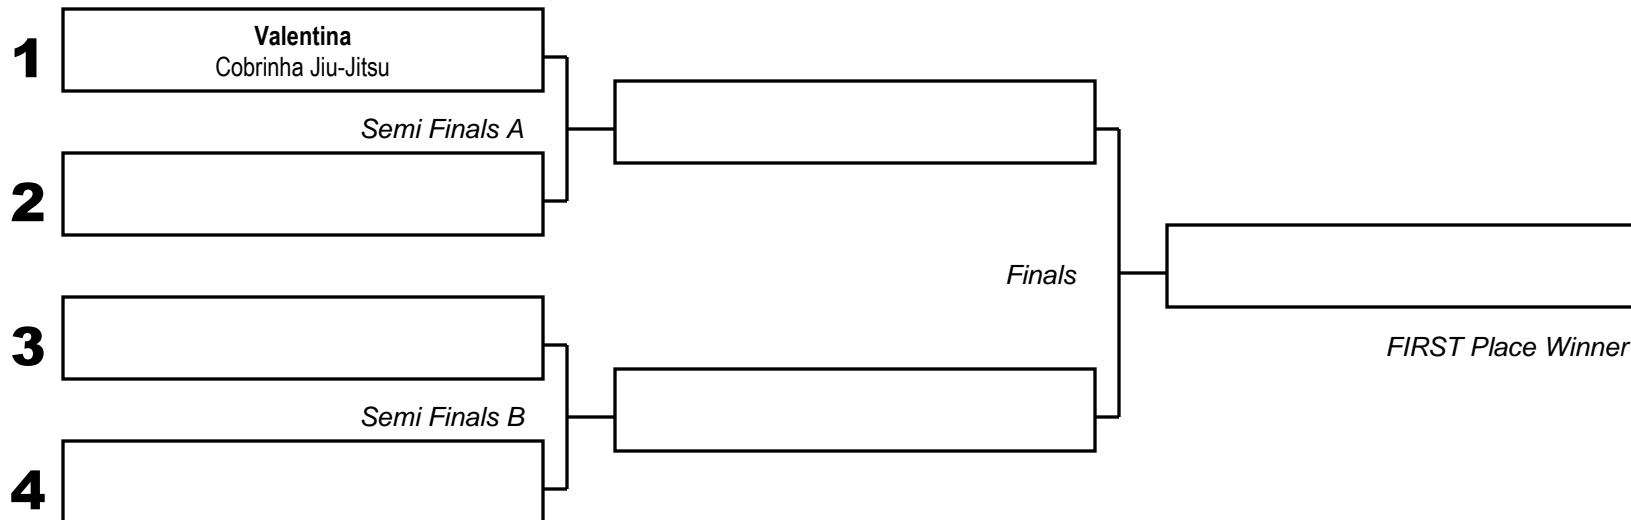 1
Valentina
Cobrinha Jiu-Jitsu
Semi Finals A
2
Finals
3
FIRST Place Winner
Semi Finals B
4